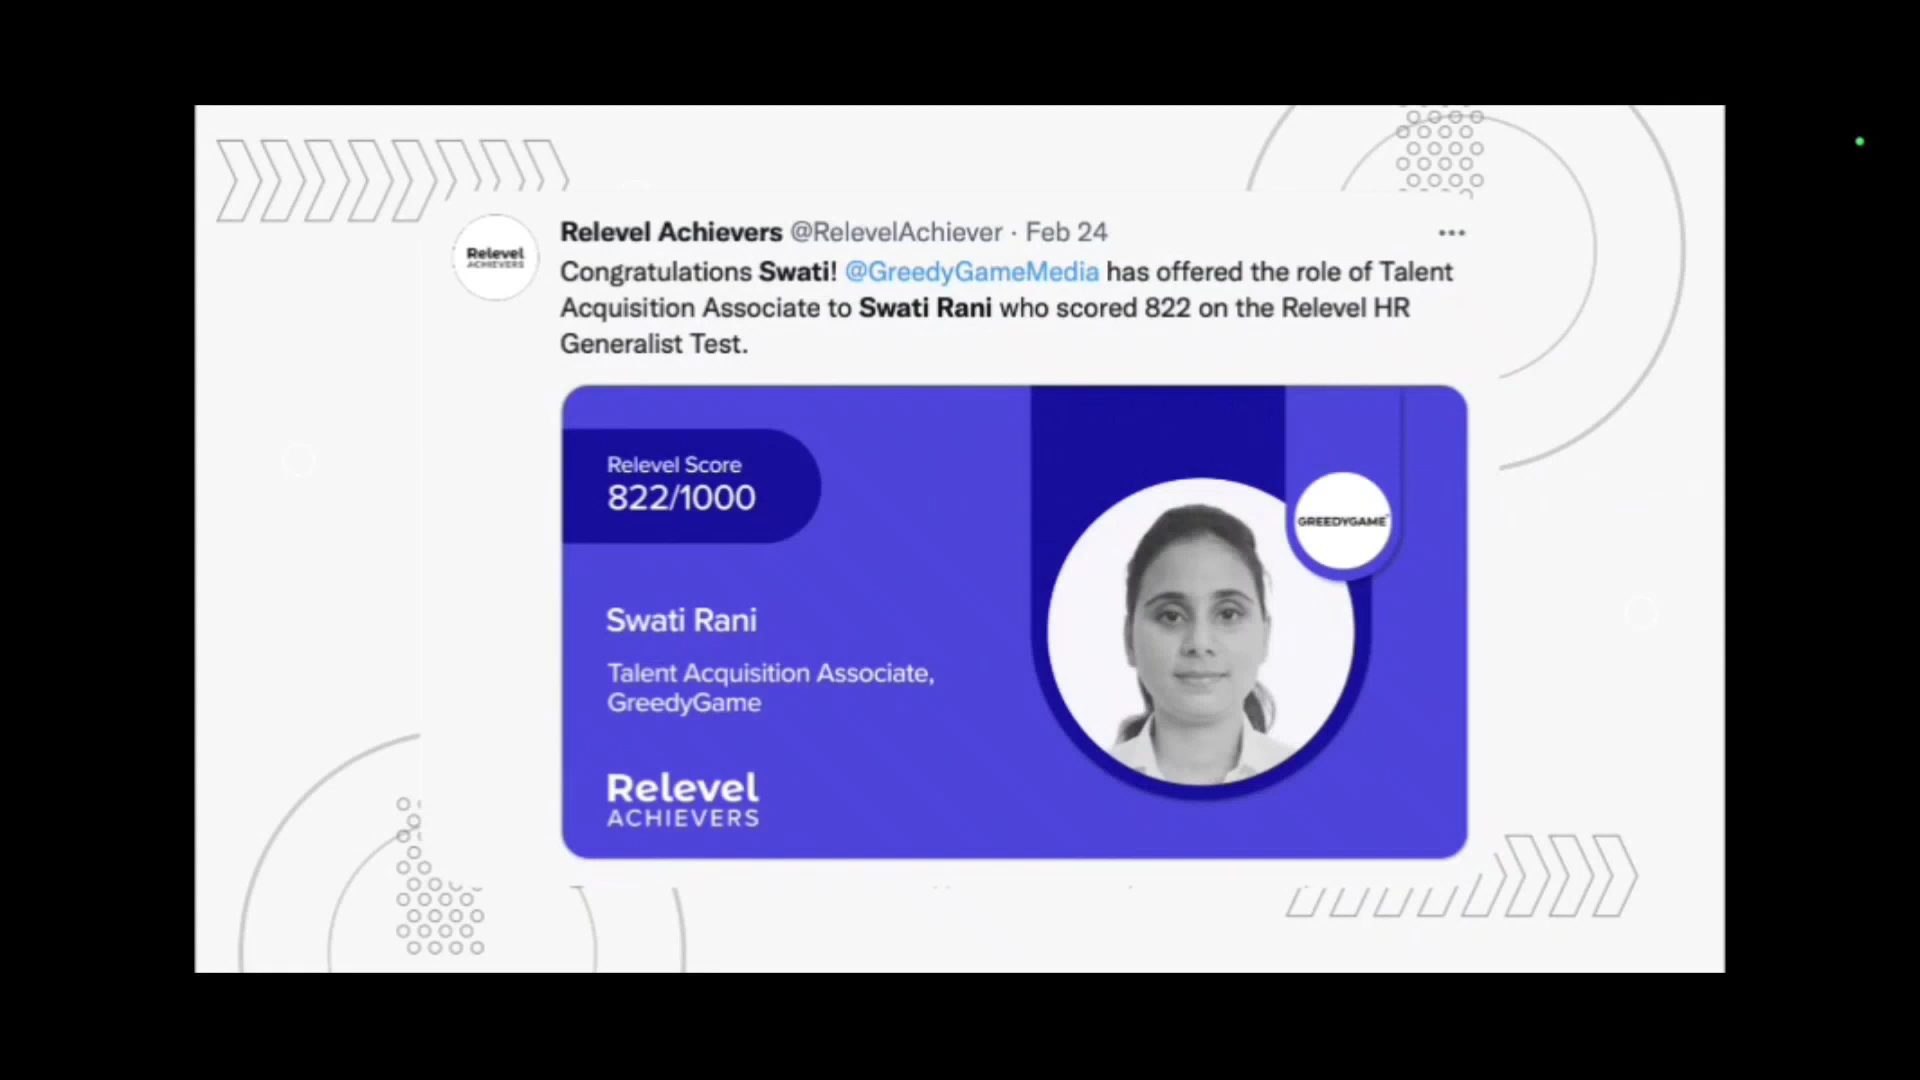 Relevel
ACHIEVERS
Relevel Achievers @RelevelAchiever · Feb 24
Congratulations Swati! @GreedyGameMedia has offered the role of Talent
Acquisition Associate to Swati Rani who scored 822 on the Relevel HR
Generalist Test.
Relevel Score
822/1000
GREEDYGAME
Swati Rani
Talent Acquisition Associate,
GreedyGame
Relevel
ACHIEVERS